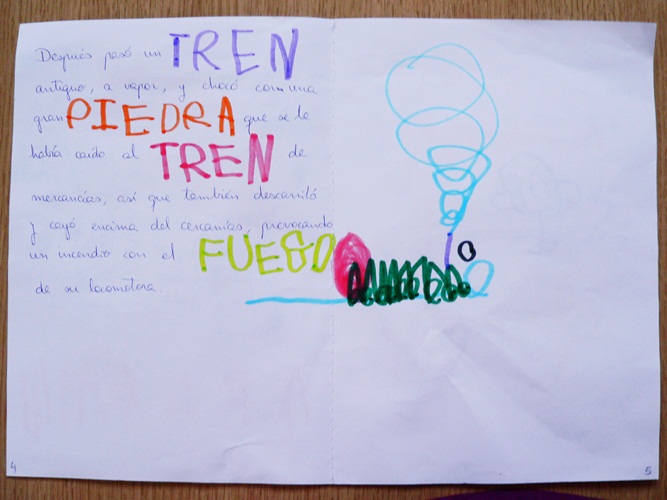 Después pasó un TREN
antiguo, a vapor, y chocó con una
gran PIEDRA que se le
había caído al TREN de
mercancías, así que también descarriló
y cayó encima del cercanías, provocando
un incendio con el FUEGO
de su locomotora.
4
5